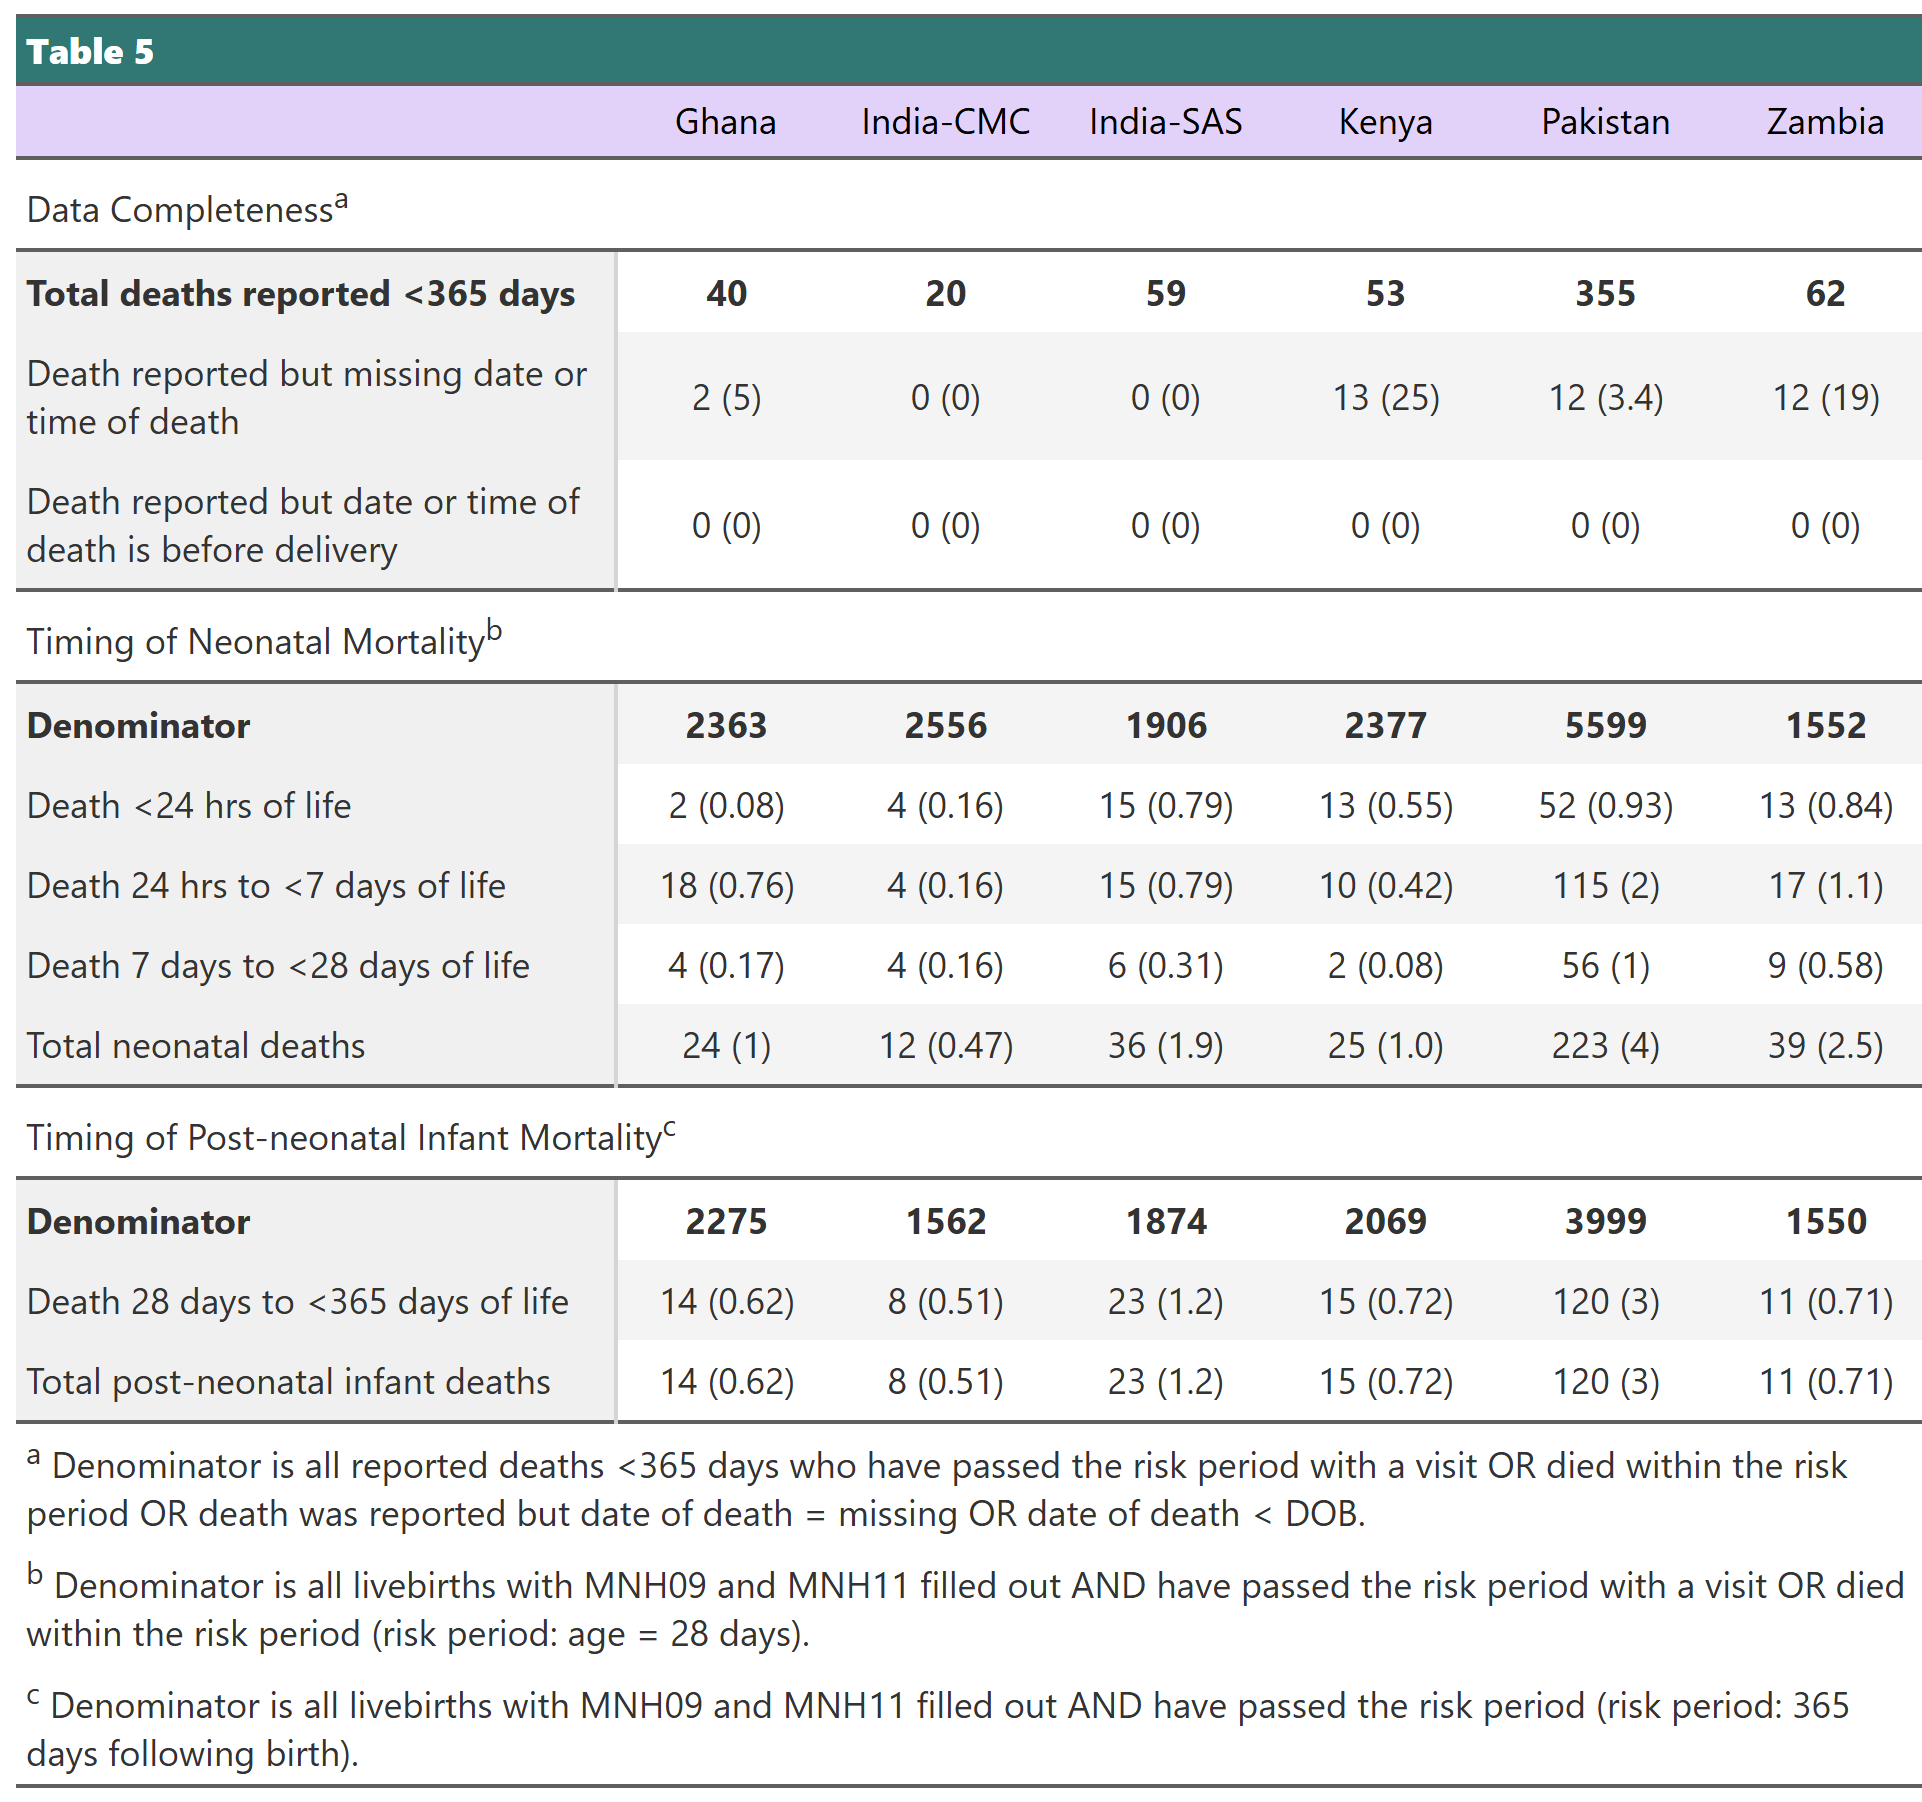 Table 5
Ghana India-CMC India-SAS Kenya Pakistan Zambia
Data Completenessa
Total deaths reported <365 days 40 20 59 53 355 62
Death reported but missing date or
time of death 2 (5) 0 (0) 0 (0) 13 (25) 12 (3.4) 12 (19)
Death reported but date or time of
death is before delivery 0 (0) 0 (0) 0 (0) 0 (0) 0 (0) 0 (0)
Timing of Neonatal Mortalityb
Denominator 2363 2556 1906 2377 5599 1552
Death <24 hrs of life 2 (0.08) 4 (0.16) 15 (0.79) 13 (0.55) 52 (0.93) 13 (0.84)
Death 24 hrs to <7 days of life 18 (0.76) 4 (0.16) 15 (0.79) 10 (0.42) 115 (2) 17 (1.1)
Death 7 days to <28 days of life 4 (0.17) 4 (0.16) 6 (0.31) 2 (0.08) 56 (1) 9 (0.58)
Total neonatal deaths 24 (1) 12 (0.47) 36 (1.9) 25 (1.0) 223 (4) 39 (2.5)
Timing of Post-neonatal Infant Mortalityc
Denominator 2275 1562 1874 2069 3999 1550
Death 28 days to <365 days of life 14 (0.62) 8 (0.51) 23 (1.2) 15 (0.72) 120 (3) 11 (0.71)
Total post-neonatal infant deaths 14 (0.62) 8 (0.51) 23 (1.2) 15 (0.72) 120 (3) 11 (0.71)
a Denominator is all reported deaths <365 days who have passed the risk period with a visit OR died within the risk
period OR death was reported but date of death = missing OR date of death < DOB.
b Denominator is all livebirths with MNH09 and MNH11 filled out AND have passed the risk period with a visit OR died
within the risk period (risk period: age = 28 days).
c Denominator is all livebirths with MNH09 and MNH11 filled out AND have passed the risk period (risk period: 365
days following birth).